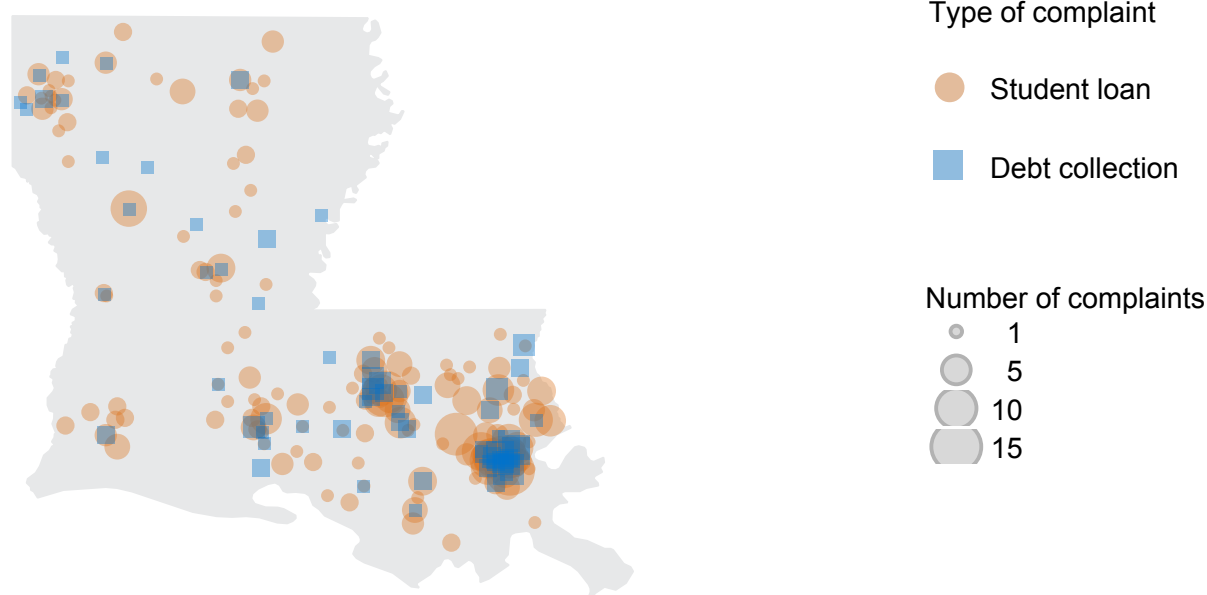 Type of complaint
Student loan
Debt collection
Number of complaints
1
5
10
15